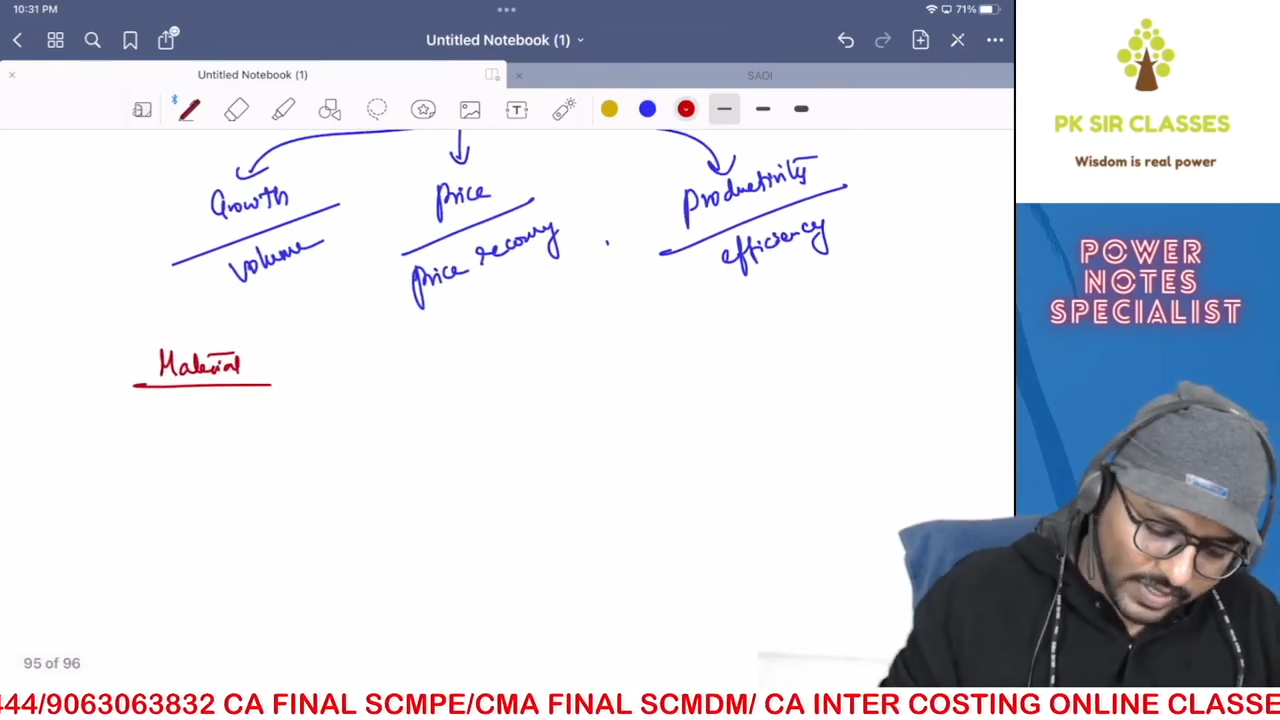 10:31 PM
71%
Untitled Notebook (1)
Untitled Notebook (1)
SAOI
PK SIR CLASSES
Wisdom is real power
POWER
NOTES
SPECIALIST
Growth
volume
Price
Price recovry
Productivity
efficiency
Material
95 of 96
444/9063063832 CA FINAL SCMPE/CMA FINAL SCMDM/ CA INTER COSTING ONLINE CLASSE